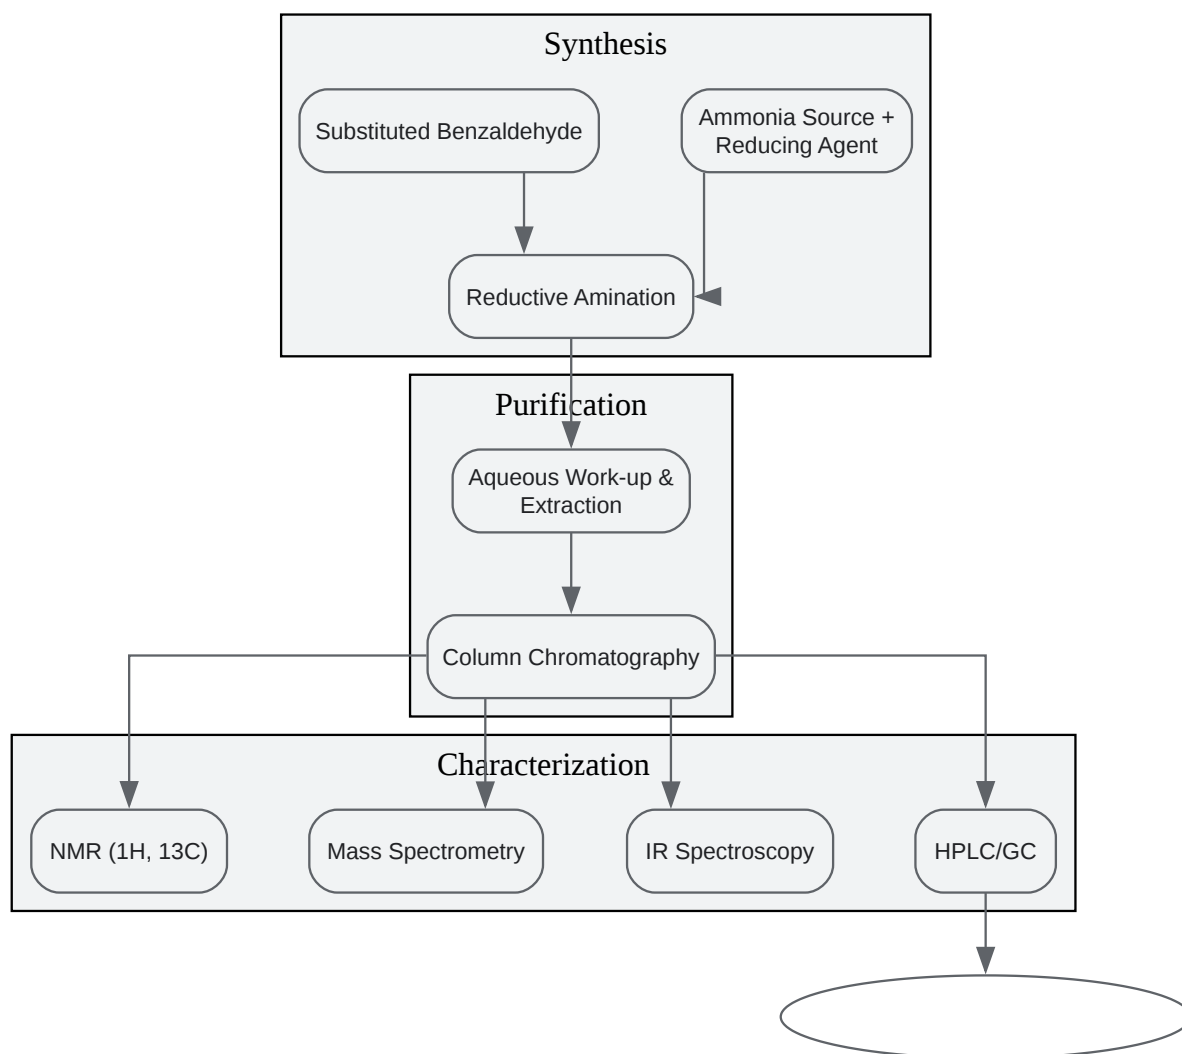 Synthesis
Substituted Benzaldehyde
Ammonia Source +
Reducing Agent
Reductive Amination
Purification
Aqueous Work-up &
Extraction
Column Chromatography
Characterization
NMR (1H, 13C)
Mass Spectrometry
IR Spectroscopy
HPLC/GC